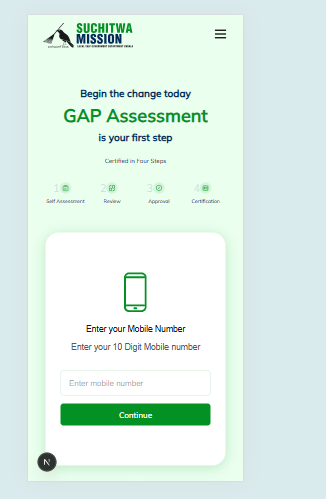 SUCHITWA
MISSION
LOCAL SELF GOVERNMENT GOVERNMENT OF KERALA
Begin the change today
GAP Assessment
is your first step
Certified in Four Steps
1 2 3 4
Self Assessment Review Approval Certification
Enter your Mobile Number
Enter your 10 Digit Mobile number
Enter mobile number
Continue
N